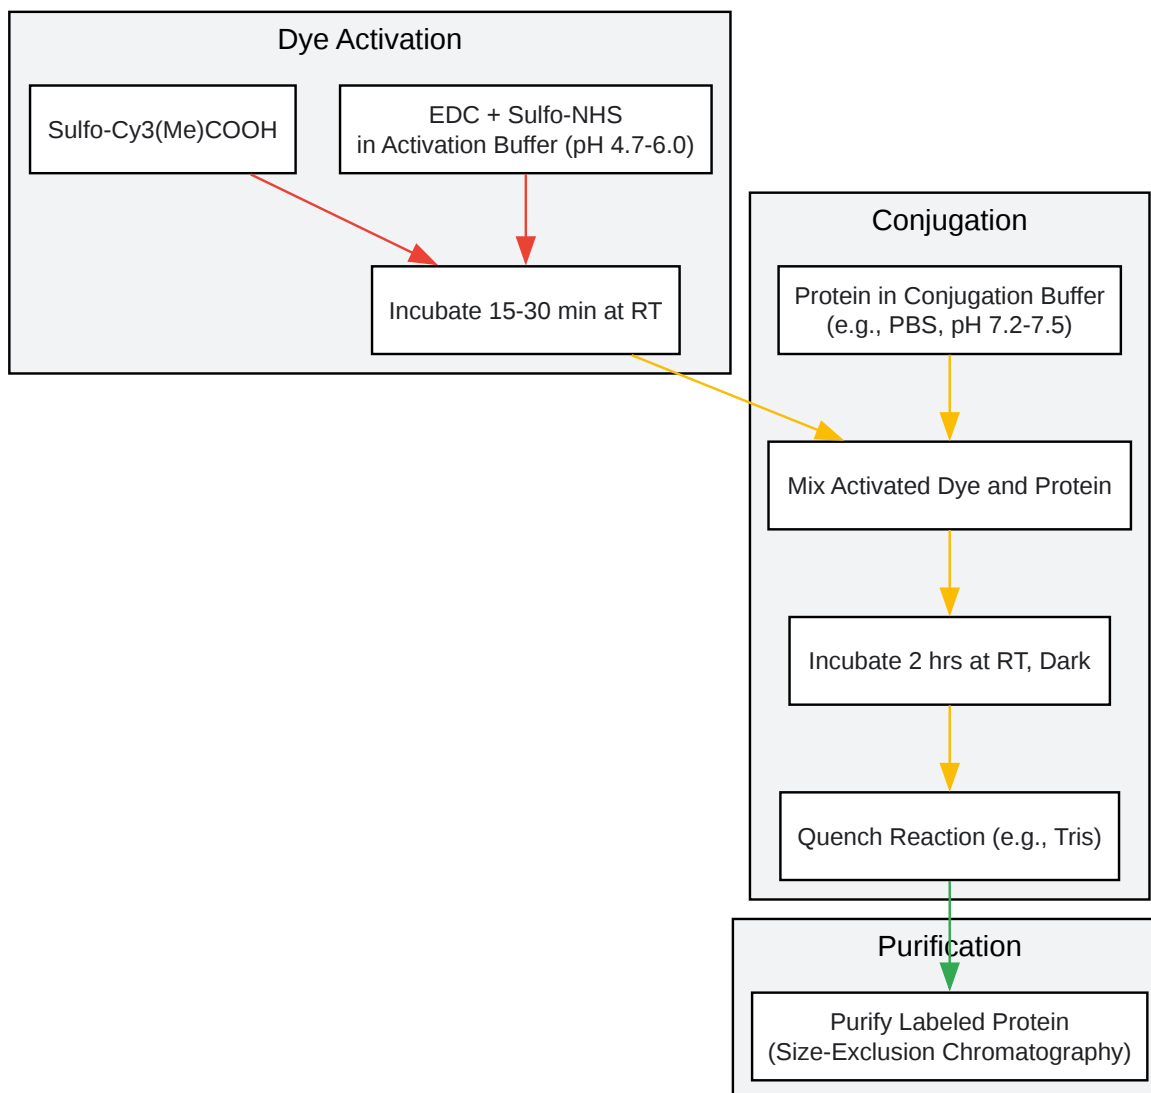 Dye Activation
Sulfo-Cy3(Me)COOH
EDC + Sulfo-NHS
in Activation Buffer (pH 4.7-6.0)
Incubate 15-30 min at RT
Conjugation
Protein in Conjugation Buffer
(e.g., PBS, pH 7.2-7.5)
Mix Activated Dye and Protein
Incubate 2 hrs at RT, Dark
Quench Reaction (e.g., Tris)
Purification
Purify Labeled Protein
(Size-Exclusion Chromatography)